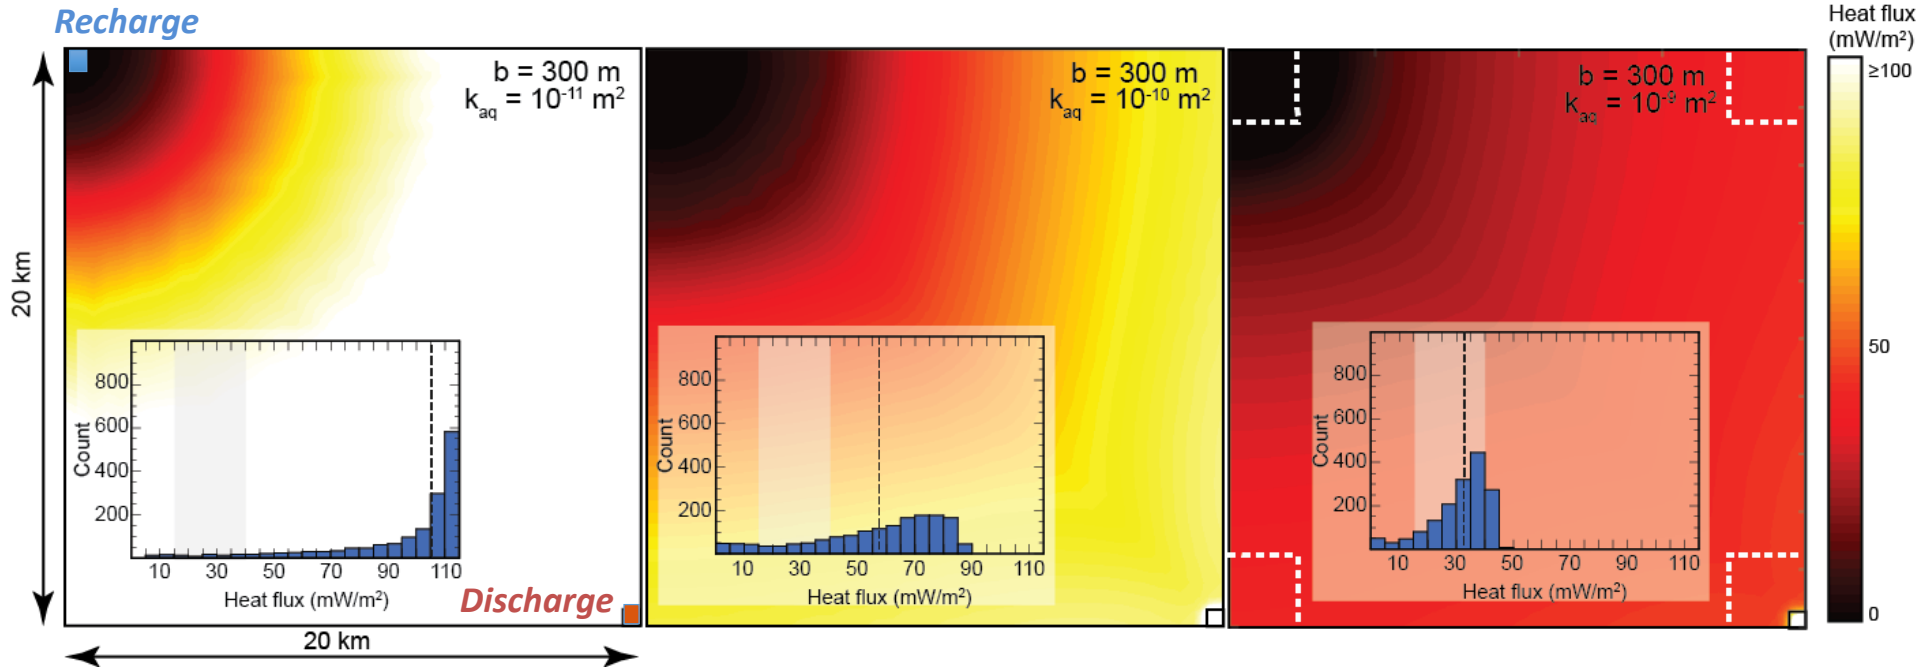 Recharge
b = 300 m
kaq = 10-11 m2
b = 300 m
kaq = 10-10 m2
b = 300 m
kaq = 10-9 m2
Heat flux
(mW/m²)
≥100
50
0
20 km
800
600
400
200
Count
10 30 50 70 90 110
Heat flux (mW/m²)
Discharge
20 km
800
600
400
200
Count
10 30 50 70 90 110
Heat flux (mW/m²)
800
600
400
200
Count
10 30 50 70 90 110
Heat flux (mW/m²)